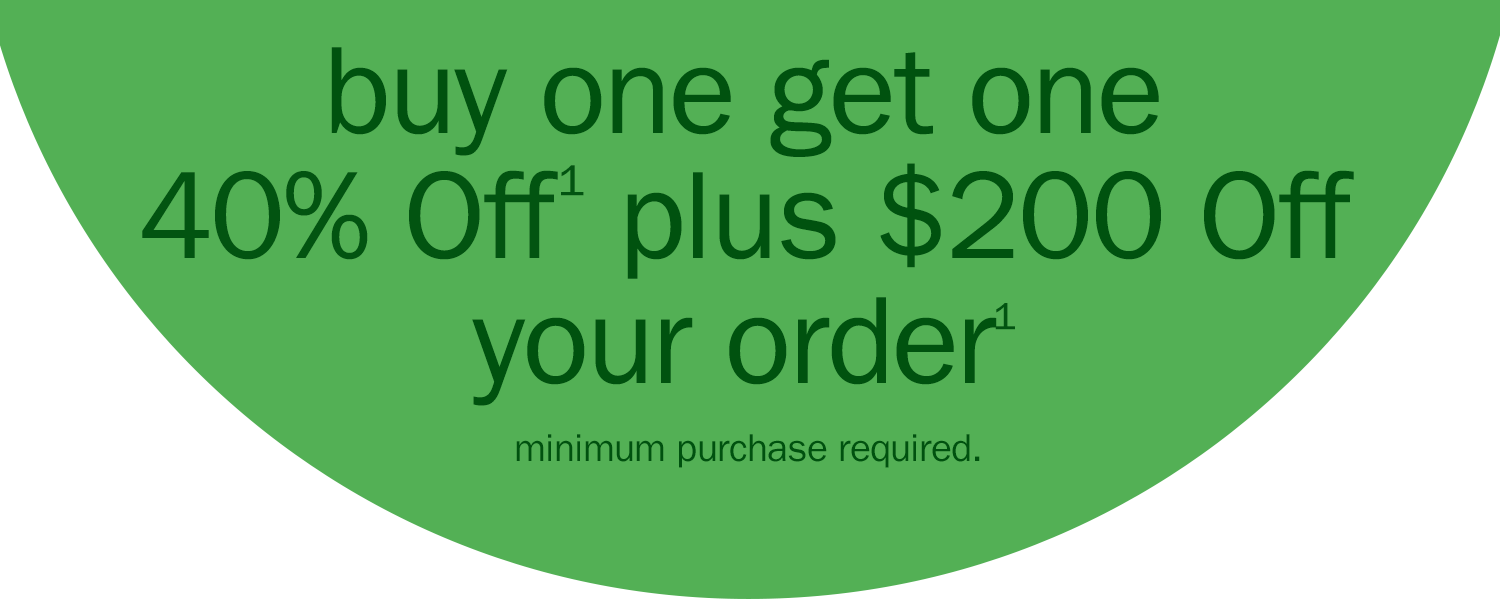 buy one get one
40% Off¹ plus $200 Off
your order¹
minimum purchase required.